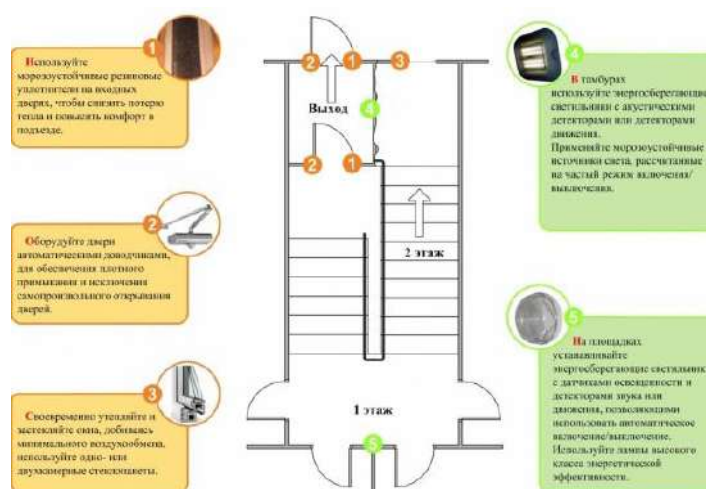 1
Используйте
морозоустойчивые резиновые
уплотнители на входных
дверях, чтобы снизить потерю
тепла и повысить комфорт в
подъезде.
2
Оборудуйте двери
автоматическими доводчиками,
для обеспечения плотного
примыкания и исключения
самопроизвольного открывания
дверей.
3
Своевременно утепляйте и
застекляйте окна, добиваясь
минимального воздухообмена,
используйте одно- или
двухкамерные стеклопакеты.
2
1
3
Выход
4
2
1
2 этаж
1 этаж
5
4
В тамбурах
используйте энергосберегающие
светильники с акустическими
детекторами или детекторами
движения.
Применяйте морозоустойчивые
источники света, рассчитанные
на частый режим включения/
выключения.
5
На площадках
устанавливайте
энергосберегающие светильник
с датчиками освещенности и
детекторами звука или
движения, позволяющими
использовать автоматическое
включение/выключение.
Используйте лампы высокого
класса энергетической
эффективности.